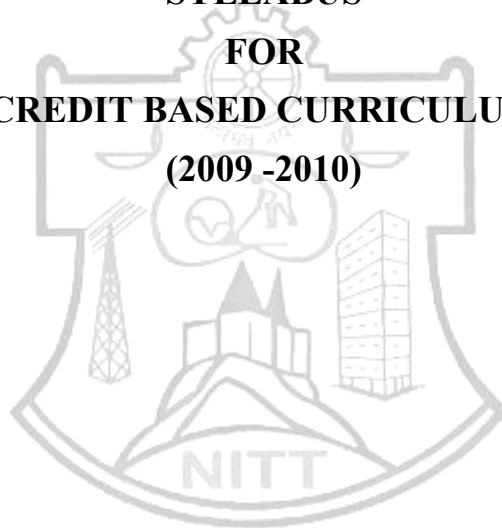 SYLLABUS
FOR
CREDIT BASED CURRICULU
(2009 -2010)
NITT